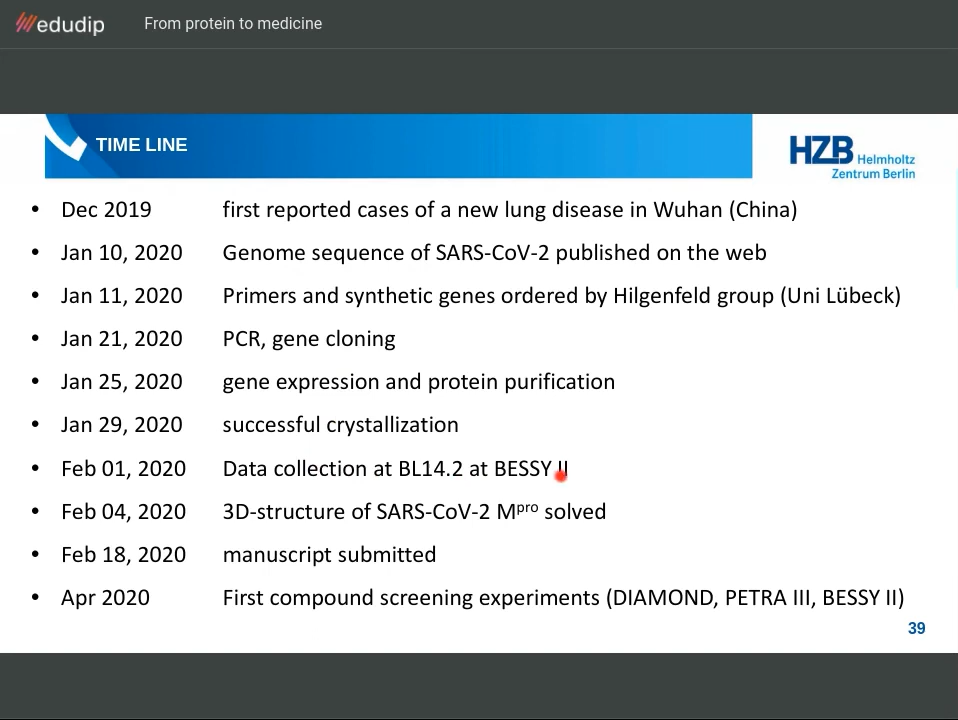 edudip From protein to medicine
TIME LINE
HZB Helmholtz
Zentrum Berlin
• Dec 2019 first reported cases of a new lung disease in Wuhan (China)
• Jan 10, 2020 Genome sequence of SARS-CoV-2 published on the web
• Jan 11, 2020 Primers and synthetic genes ordered by Hilgenfeld group (Uni Lübeck)
• Jan 21, 2020 PCR, gene cloning
• Jan 25, 2020 gene expression and protein purification
• Jan 29, 2020 successful crystallization
• Feb 01, 2020 Data collection at BL14.2 at BESSY II
• Feb 04, 2020 3D-structure of SARS-CoV-2 Mᵖʳᵒ solved
• Feb 18, 2020 manuscript submitted
• Apr 2020 First compound screening experiments (DIAMOND, PETRA III, BESSY II)
39